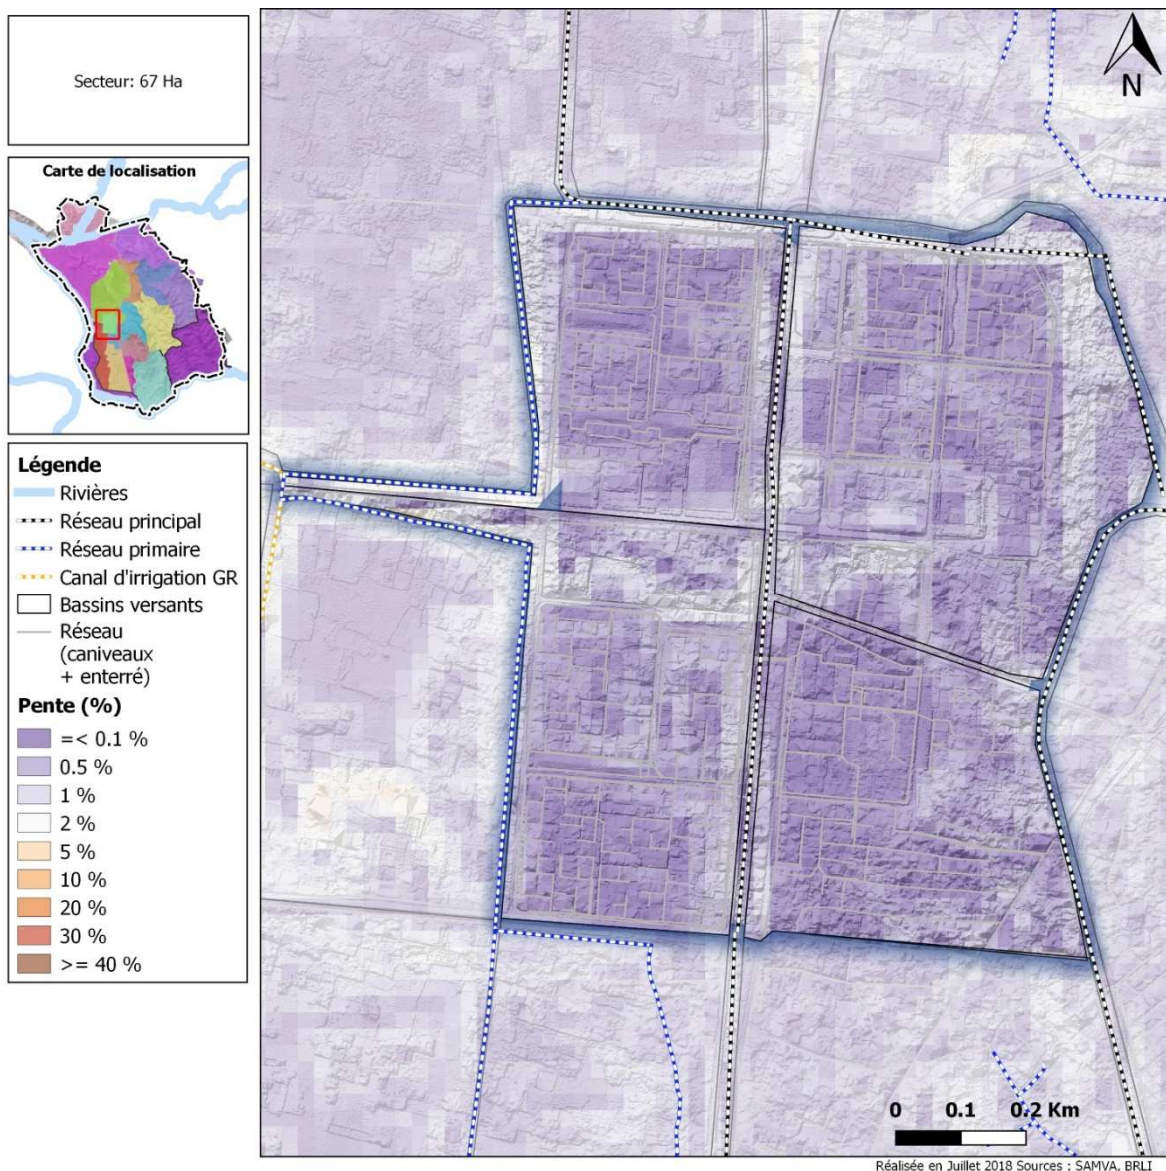 Secteur: 67 Ha
Carte de localisation
Légende
Rivières
Réseau principal
Réseau primaire
Canal d'irrigation GR
Bassins versants
Réseau
(caniveaux
+ enterré)
Pente (%)
=< 0.1 %
0.5 %
1 %
2 %
5 %
10 %
20 %
30 %
>= 40 %
N
0 0.1 0.2 Km
Réalisée en Juillet 2018 Sources : SAMVA, BRLI